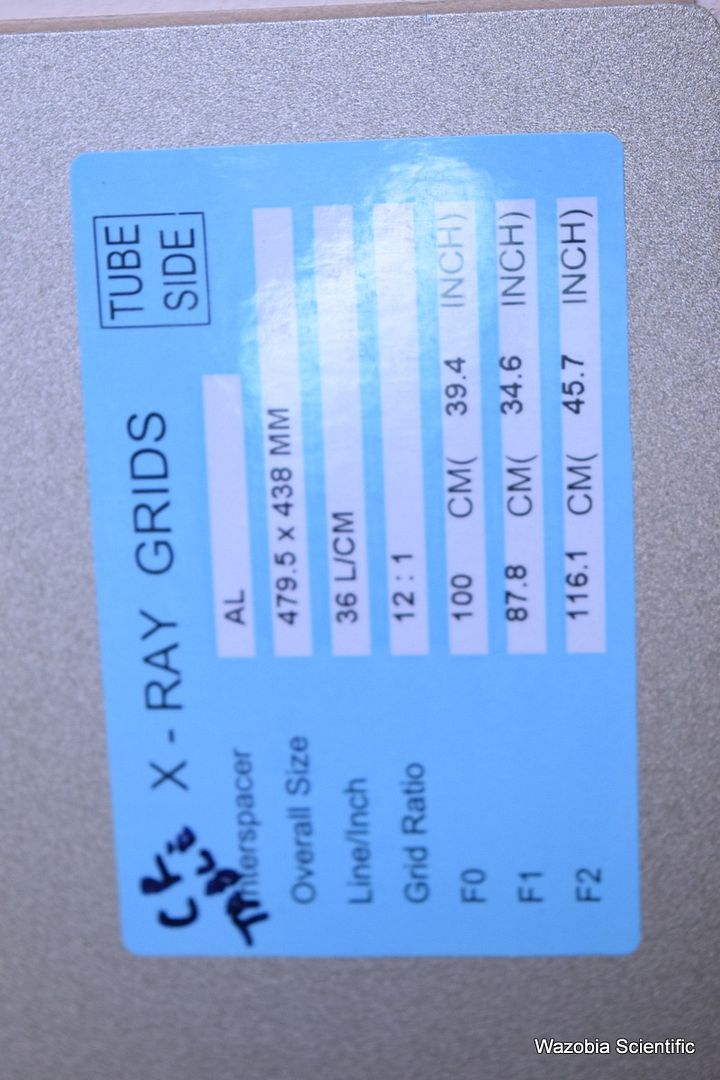 X - RAY GRIDS
TUBE
SIDE
Interspacer AL
Overall Size 479.5 x 438 MM
Line/Inch 36 L/CM
Grid Ratio 12 : 1
F0 100 CM( 39.4 INCH)
F1 87.8 CM( 34.6 INCH)
F2 116.1 CM( 45.7 INCH)
Wazobia Scientific